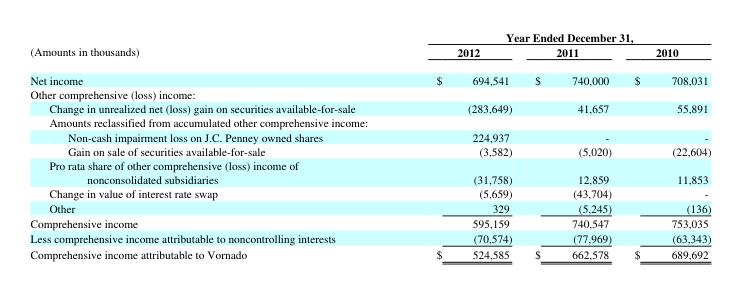 Year Ended December 31,
(Amounts in thousands) 2012 2011 2010
Net income $ 694,541 $ 740,000 $ 708,031
Other comprehensive (loss) income:
Change in unrealized net (loss) gain on securities available-for-sale (283,649) 41,657 55,891
Amounts reclassified from accumulated other comprehensive income:
Non-cash impairment loss on J.C. Penney owned shares 224,937 - -
Gain on sale of securities available-for-sale (3,582) (5,020) (22,604)
Pro rata share of other comprehensive (loss) income of
nonconsolidated subsidiaries (31,758) 12,859 11,853
Change in value of interest rate swap (5,659) (43,704) -
Other 329 (5,245) (136)
Comprehensive income 595,159 740,547 753,035
Less comprehensive income attributable to noncontrolling interests (70,574) (77,969) (63,343)
Comprehensive income attributable to Vornado $ 524,585 $ 662,578 $ 689,692